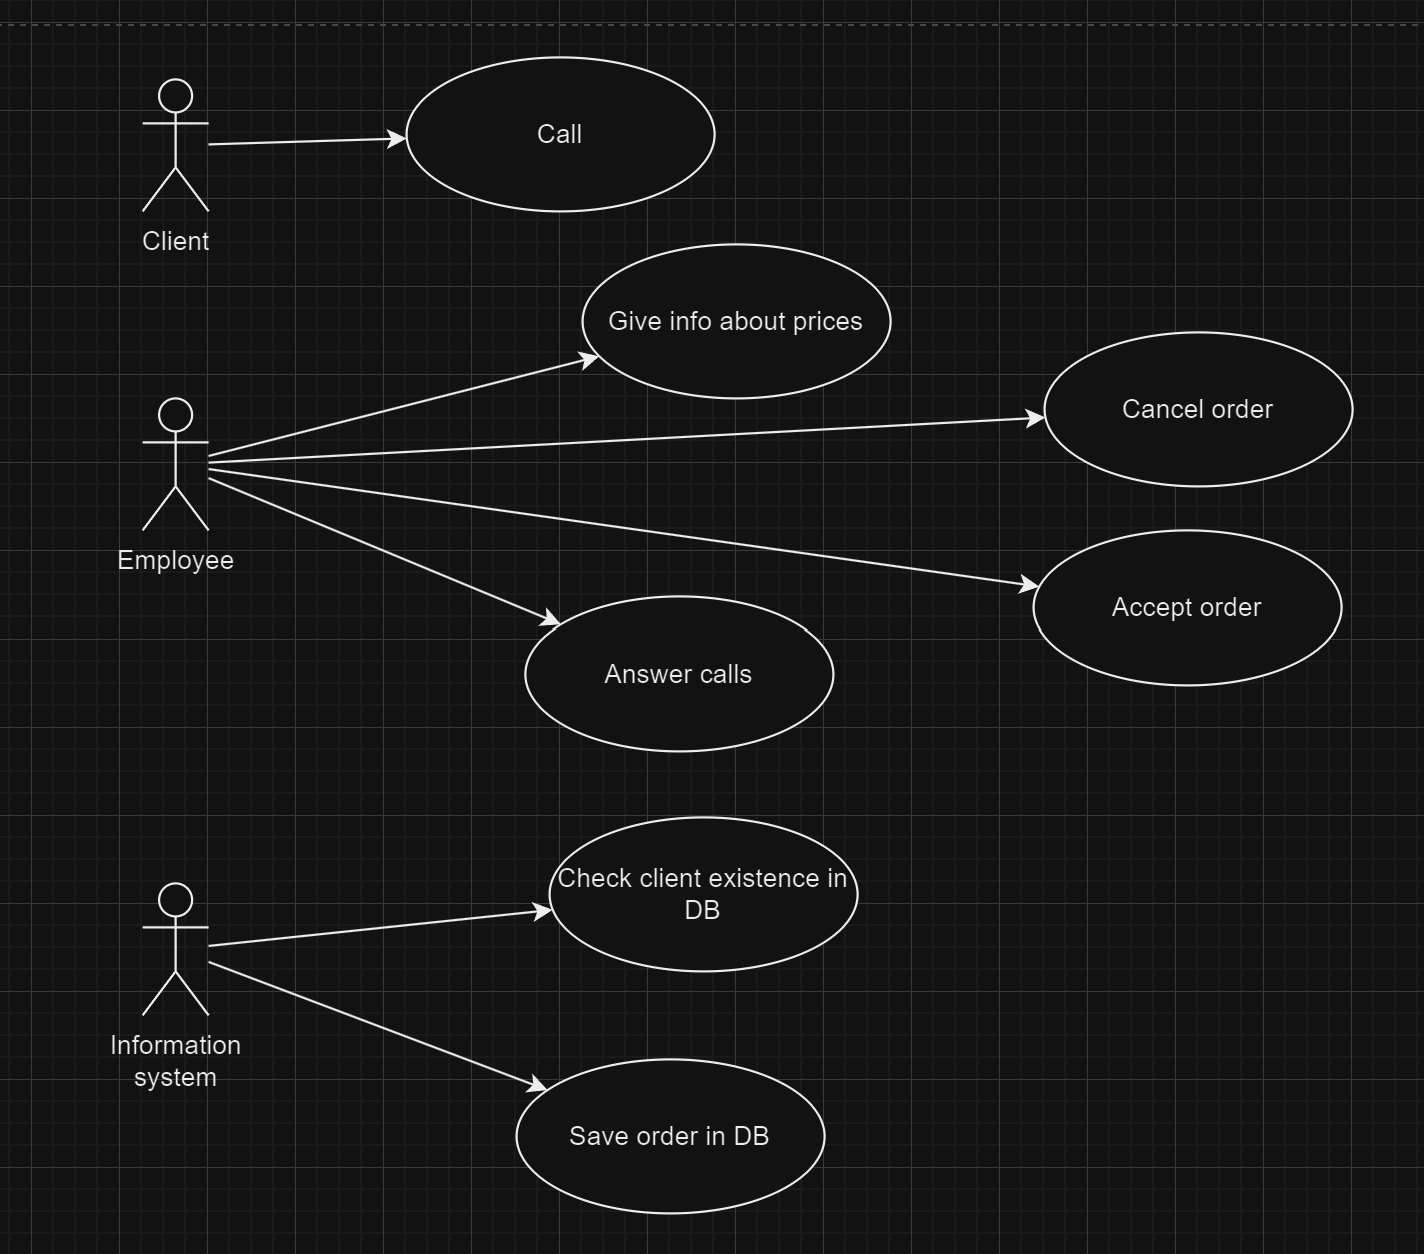 Call
Client
Give info about prices
Cancel order
Employee
Accept order
Answer calls
Check client existence in
DB
Information
system
Save order in DB